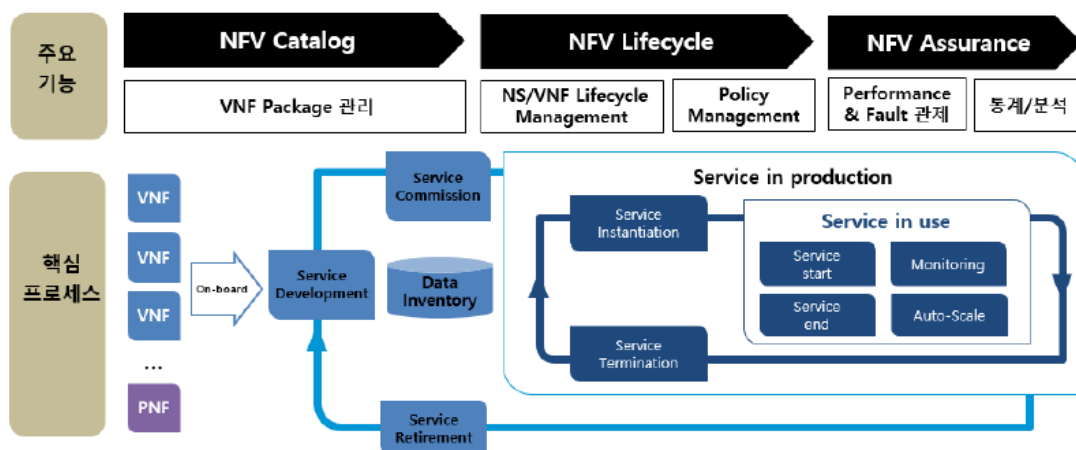 주요
기능
NFV Catalog
NFV Lifecycle
NFV Assurance
VNF Package 관리
NS/VNF Lifecycle
Management
Policy
Management
Performance
& Fault 관제
통계/분석
핵심
프로세스
VNF
VNF
VNF
...
PNF
On-board
Service
Development
Service
Commission
Data
Inventory
Service
Retirement
Service in production
Service
Instantiation
Service
Termination
Service in use
Service
start
Monitoring
Service
end
Auto-Scale